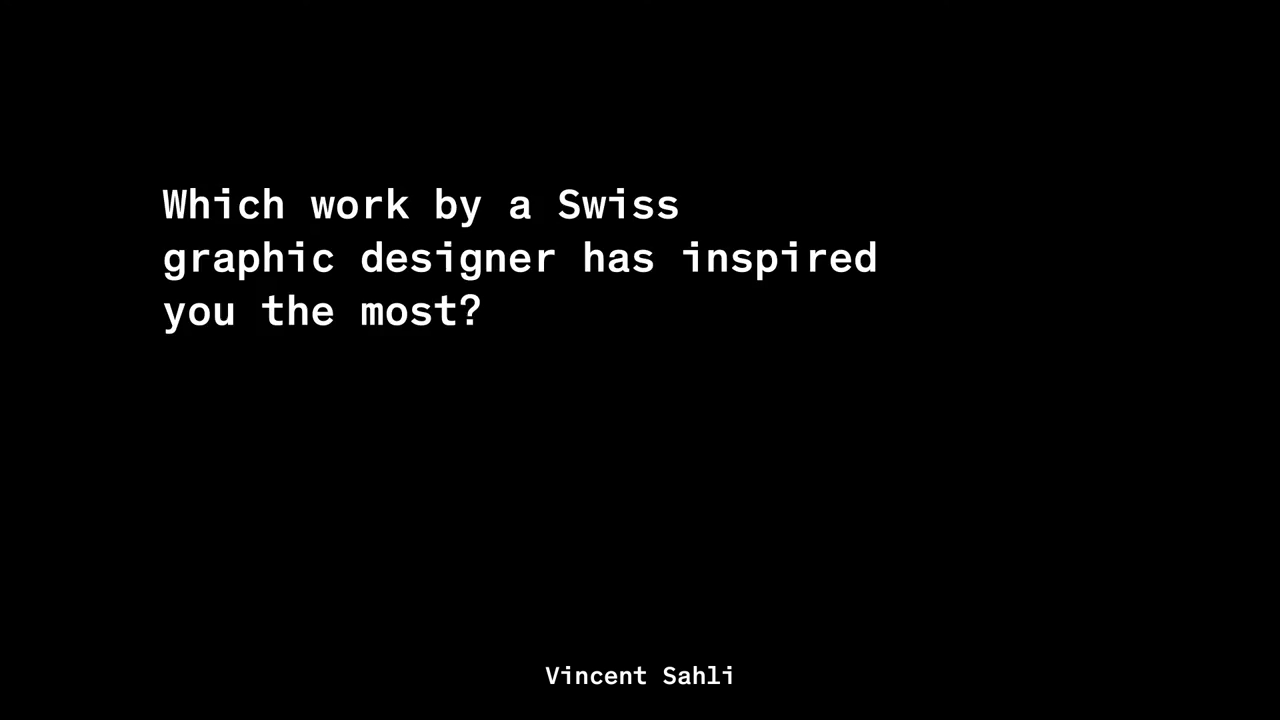 Which work by a Swiss
graphic designer has inspired
you the most?
Vincent Sahli